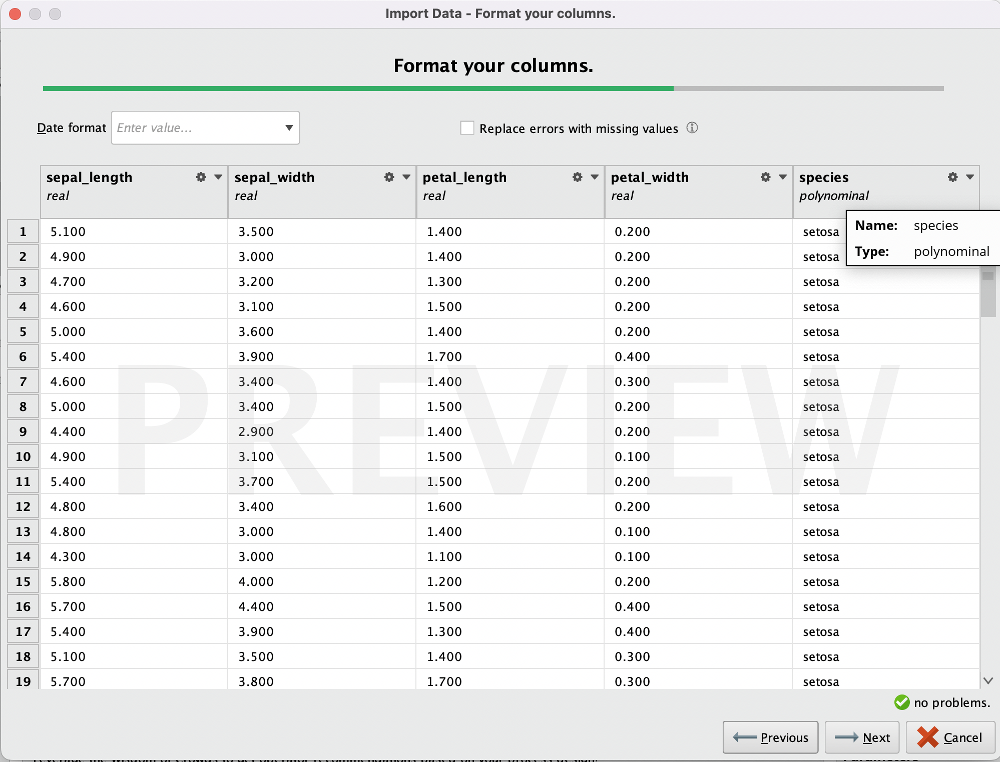 Import Data - Format your columns.
Format your columns.
Date format Enter value... Replace errors with missing values
sepal_length sepal_width petal_length petal_width species
real real real real polynominal
Name: species
Type: polynominal
1 5.100 3.500 1.400 0.200 setosa
2 4.900 3.000 1.400 0.200 setosa
3 4.700 3.200 1.300 0.200 setosa
4 4.600 3.100 1.500 0.200 setosa
5 5.000 3.600 1.400 0.200 setosa
6 5.400 3.900 1.700 0.400 setosa
7 4.600 3.400 1.400 0.300 setosa
8 5.000 3.400 1.500 0.200 setosa
PREVIEW
9 4.400 2.900 1.400 0.200 setosa
10 4.900 3.100 1.500 0.100 setosa
11 5.400 3.700 1.500 0.200 setosa
12 4.800 3.400 1.600 0.200 setosa
13 4.800 3.000 1.400 0.100 setosa
14 4.300 3.000 1.100 0.100 setosa
15 5.800 4.000 1.200 0.200 setosa
16 5.700 4.400 1.500 0.400 setosa
17 5.400 3.900 1.300 0.400 setosa
18 5.100 3.500 1.400 0.300 setosa
19 5.700 3.800 1.700 0.300 setosa
no problems.
Previous Next Cancel